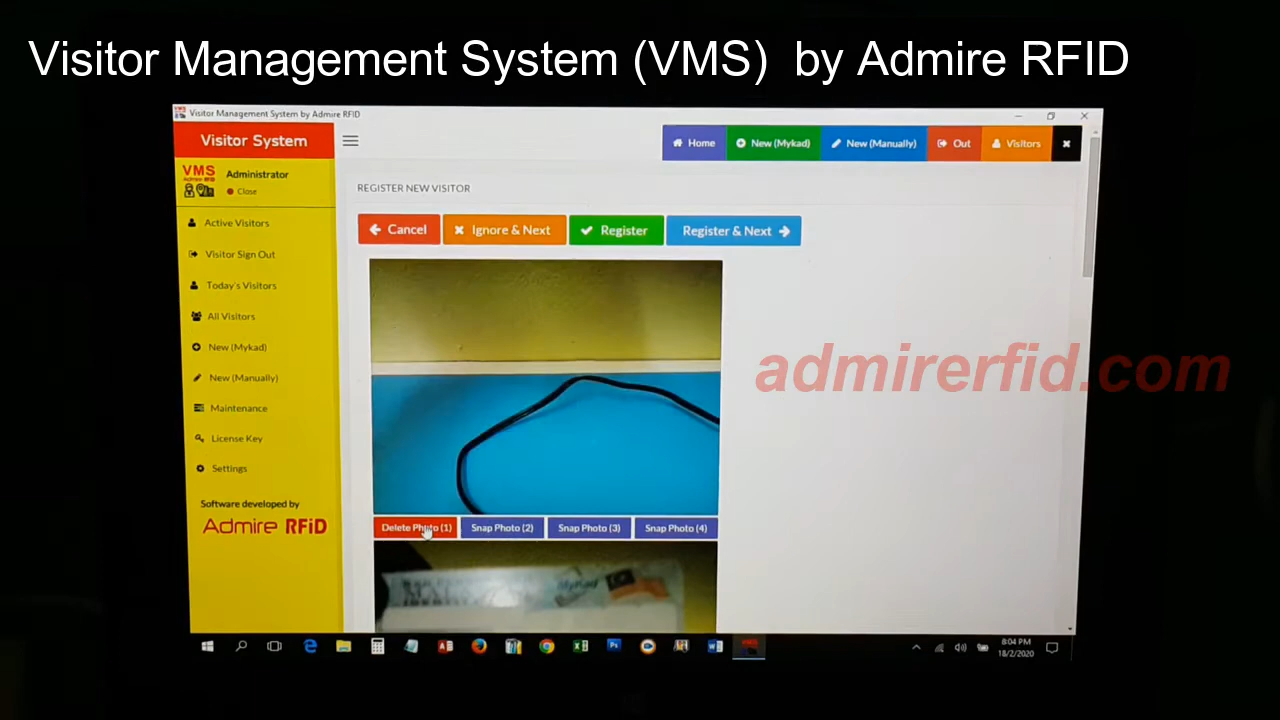 Visitor Management System (VMS) by Admire RFID
Visitor Management System by Admire RFID
Visitor System
Home
New (Mykad)
New (Manually)
Out
Visitors
VMS
Admire RFID
Administrator
Close
REGISTER NEW VISITOR
Cancel
Ignore & Next
Register
Register & Next
Active Visitors
Visitor Sign Out
Today's Visitors
All Visitors
New (Mykad)
New (Manually)
Maintenance
License Key
Settings
Software developed by
Admire RFiD
admirerfid.com
Delete Photo (1)
Snap Photo (2)
Snap Photo (3)
Snap Photo (4)
MyKad
8:04 PM
18/2/2020